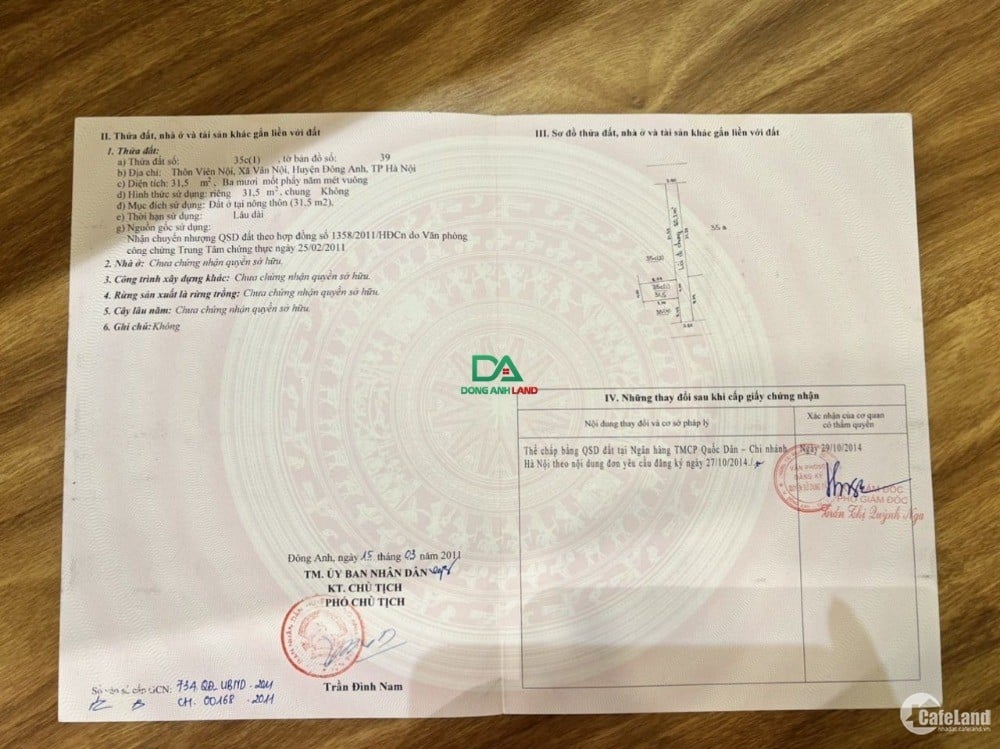 II. Thửa đất, nhà ở và tài sản khác gắn liền với đất
1. Thửa đất:
a) Thửa đất số: 35c(1) , tờ bản đồ số: 39
b) Địa chỉ: Thôn Viên Nội, Xã Vân Nội, Huyện Đông Anh, TP Hà Nội
c) Diện tích: 31,5 m², Ba mươi mốt phẩy năm mét vuông
d) Hình thức sử dụng: riêng 31,5 m², chung Không
đ) Mục đích sử dụng: Đất ở tại nông thôn (31,5 m2).
e) Thời hạn sử dụng: Lâu dài
g) Nguồn gốc sử dụng:
Nhận chuyển nhượng QSD đất theo hợp đồng số 1358/2011/HĐCn do Văn phòng
công chứng Trung Tâm chứng thực ngày 25/02/2011
2. Nhà ở: Chưa chứng nhận quyền sở hữu.
3. Công trình xây dựng khác: Chưa chứng nhận quyền sở hữu.
4. Rừng sản xuất là rừng trồng: Chưa chứng nhận quyền sở hữu.
5. Cây lâu năm: Chưa chứng nhận quyền sở hữu.
6. Ghi chú: Không
Đông Anh, ngày 15 tháng 03 năm 2011
TM. ỦY BAN NHÂN DÂN
KT. CHỦ TỊCH
PHÓ CHỦ TỊCH
Trần Đình Nam
Số vào sổ cấp GCN: 734 QĐ. UBND - 2011
CH. 00168 - 2011
III. Sơ đồ thửa đất, nhà ở và tài sản khác gắn liền với đất
35 a
Lối đi chung
31,5
IV. Những thay đổi sau khi cấp giấy chứng nhận
Nội dung thay đổi và cơ sở pháp lý
Xác nhận của cơ quan
có thẩm quyền
Thế chấp bằng QSD đất tại Ngân hàng TMCP Quốc Dân – Chi nhánh
Hà Nội theo nội dung đơn yêu cầu đăng ký ngày 27/10/2014./.
Ngày 29/10/2014
VĂN PHÒNG
ĐĂNG KÝ
PHÓ GIÁM ĐỐC
Trần Thị Quỳnh Nga
DA
DONG ANH LAND
CafeLand
nhadat.cafeland.vn